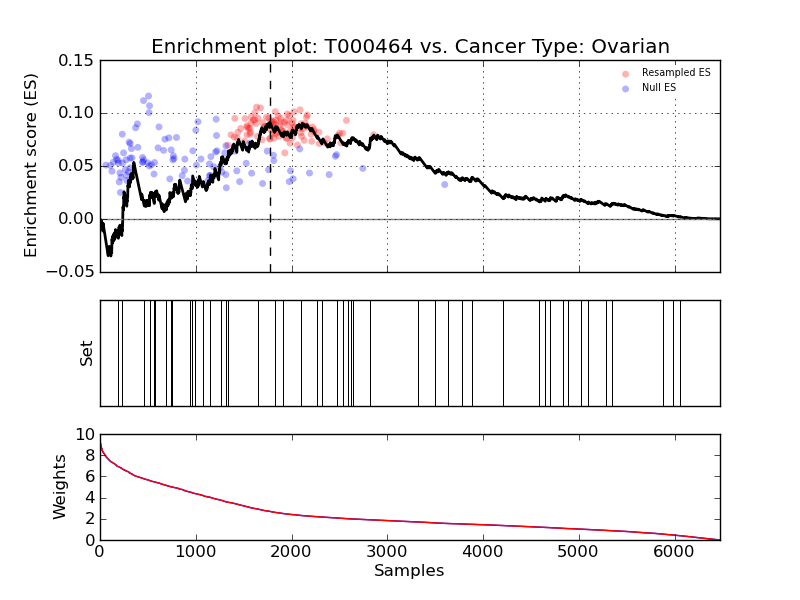 Enrichment plot: T000464 vs. Cancer Type: Ovarian
0.15
0.10
0.05
0.00
−0.05
Enrichment score (ES)
Resampled ES
Null ES
Set
10
8
6
4
2
0
Weights
0 1000 2000 3000 4000 5000 6000
Samples